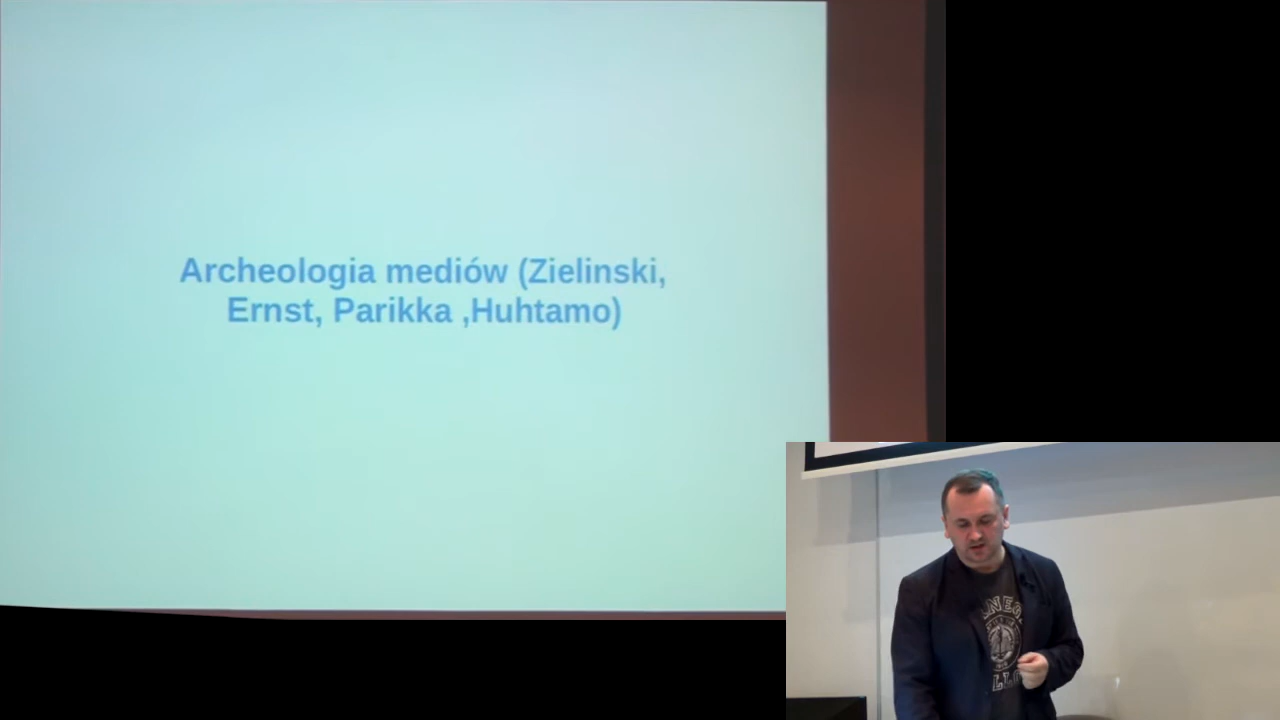 Archeologia mediów (Zielinski,
Ernst, Parikka ,Huhtamo)